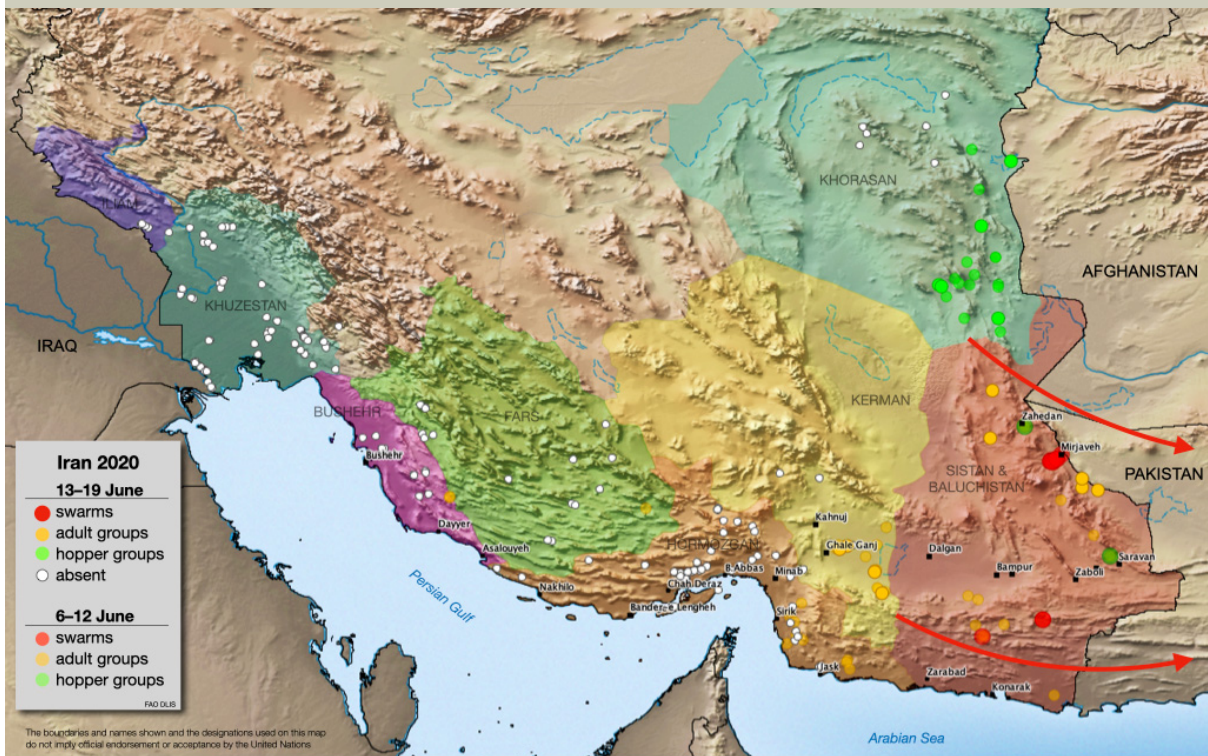 KHORASAN
ILAM
KHUZESTAN
AFGHANISTAN
IRAQ
BUSHEHR
FARS
KERMAN
Zahedan
Mirjaveh
Bushehr
SISTAN &
BALUCHISTAN
PAKISTAN
Dayyer
Kahnuj
Asalouyeh
HORMOZGAN
Ghale Ganj
Dalgan
Saravan
Nakhilo
B.Abbas
Minab
Bampur
Zaboli
Chah Deraz
Persian Gulf
Bander-e Lengheh
Sirik
Jask
Zarabad
Konarak
Arabian Sea
Iran 2020
13–19 June
swarms
adult groups
hopper groups
absent
6–12 June
swarms
adult groups
hopper groups
FAO DLIS
The boundaries and names shown and the designations used on this map
do not imply official endorsement or acceptance by the United Nations